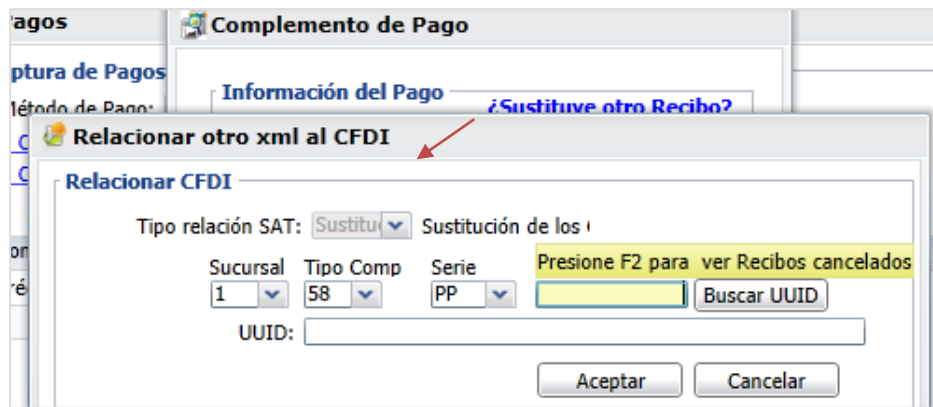 agos
Complemento de Pago
ptura de Pagos
Información del Pago
¿Sustituye otro Recibo?
Método de Pago:
Relacionar otro xml al CFDI
Relacionar CFDI
Tipo relación SAT: Sustitu Sustitución de los
Presione F2 para ver Recibos cancelados
Sucursal Tipo Comp Serie
1 58 PP Buscar UUID
UUID:
Aceptar Cancelar